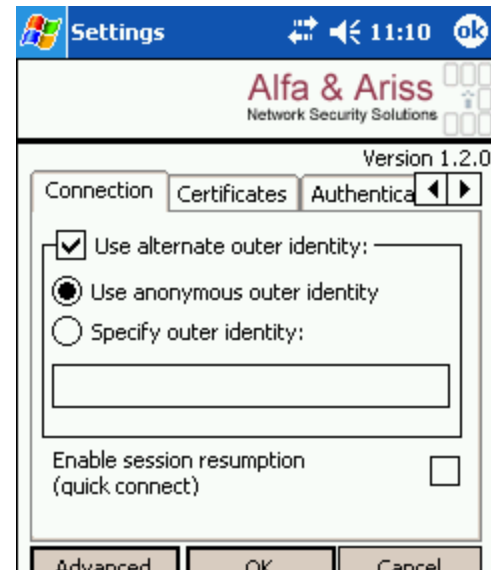 Settings 11:10 ok
Alfa & Ariss
Network Security Solutions
Version 1.2.0
Connection Certificates Authentica
Use alternate outer identity:
Use anonymous outer identity
Specify outer identity:
Enable session resumption
(quick connect)
Advanced OK Cancel